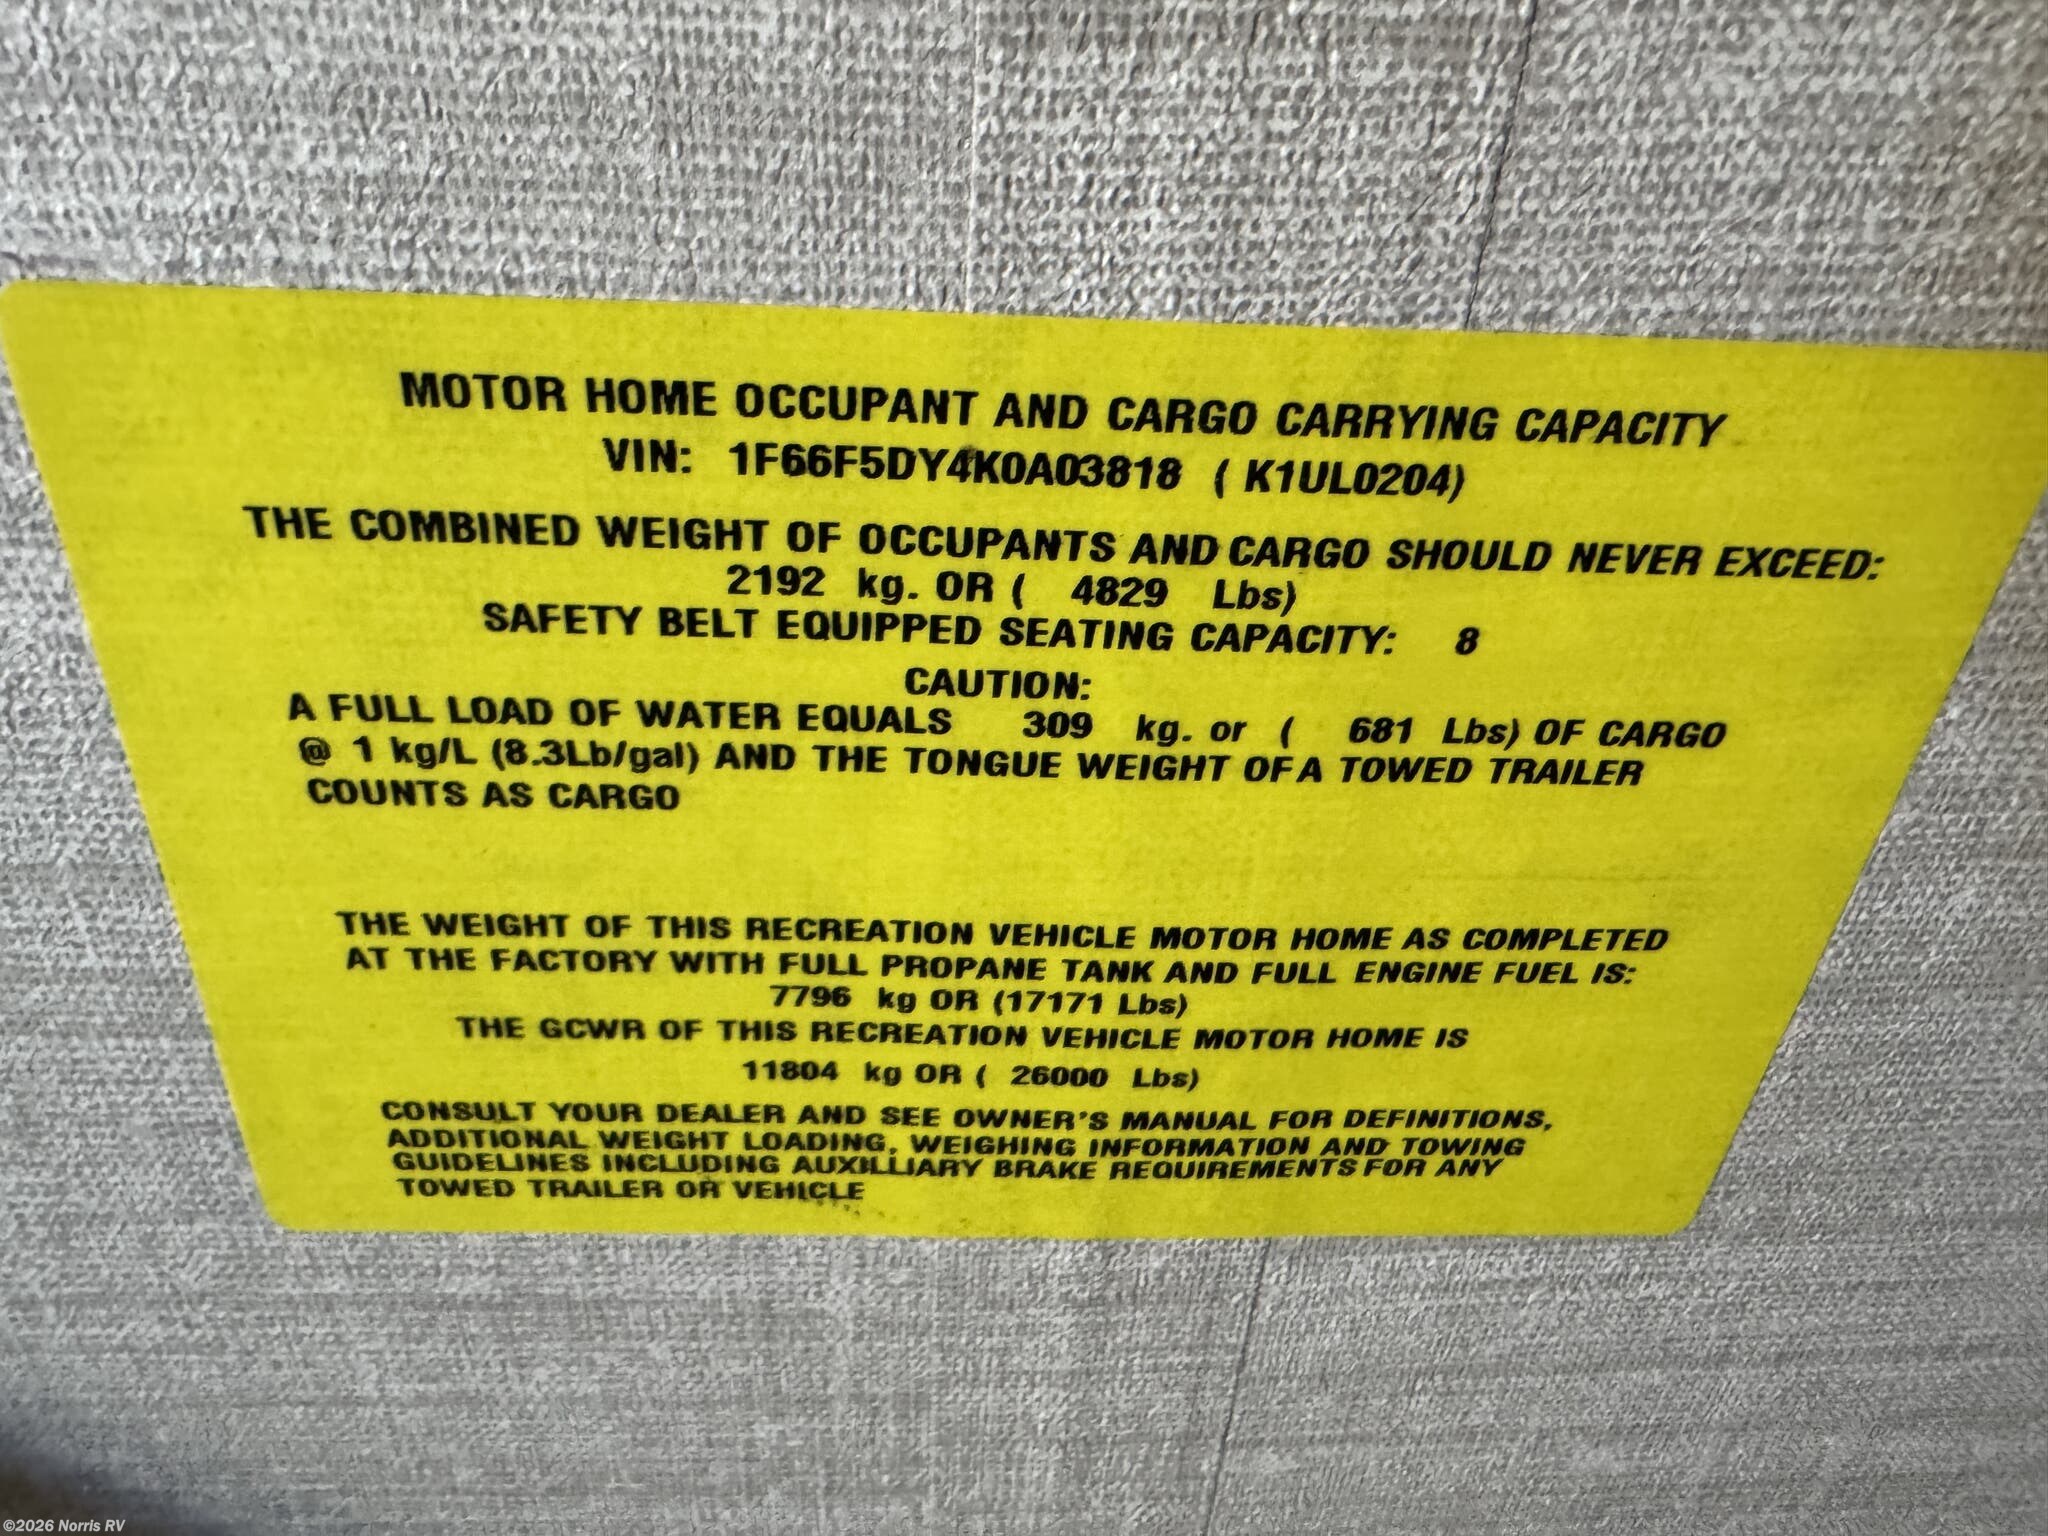 MOTOR HOME OCCUPANT AND CARGO CARRYING CAPACITY
VIN: 1F66F5DY4K0A03818 ( K1UL0204)
THE COMBINED WEIGHT OF OCCUPANTS AND CARGO SHOULD NEVER EXCEED:
2192 kg. OR ( 4829 Lbs)
SAFETY BELT EQUIPPED SEATING CAPACITY: 8
CAUTION:
A FULL LOAD OF WATER EQUALS 309 kg. or ( 681 Lbs) OF CARGO
@ 1 kg/L (8.3Lb/gal) AND THE TONGUE WEIGHT OF A TOWED TRAILER
COUNTS AS CARGO
THE WEIGHT OF THIS RECREATION VEHICLE MOTOR HOME AS COMPLETED
AT THE FACTORY WITH FULL PROPANE TANK AND FULL ENGINE FUEL IS:
7796 kg OR (17171 Lbs)
THE GCWR OF THIS RECREATION VEHICLE MOTOR HOME IS
11804 kg OR ( 26000 Lbs)
CONSULT YOUR DEALER AND SEE OWNER'S MANUAL FOR DEFINITIONS,
ADDITIONAL WEIGHT LOADING, WEIGHING INFORMATION AND TOWING
GUIDELINES INCLUDING AUXILLIARY BRAKE REQUIREMENTS FOR ANY
TOWED TRAILER OR VEHICLE
©2026 Norris RV